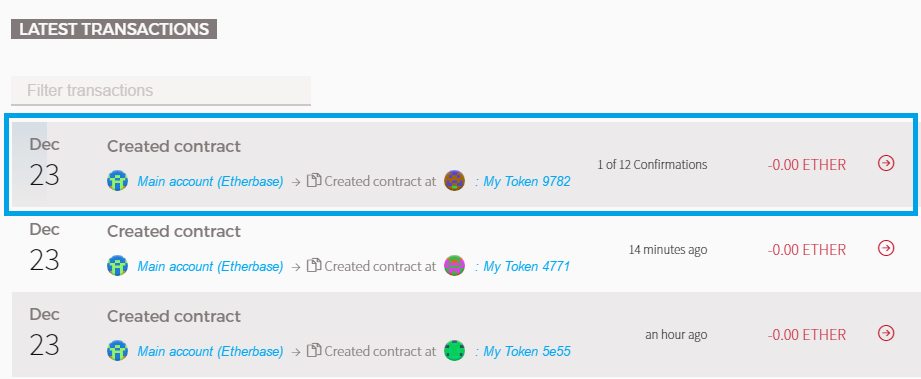 LATEST TRANSACTIONS
Filter transactions
Dec
23
Created contract
Main account (Etherbase) → Created contract at : My Token 9782
1 of 12 Confirmations
-0.00 ETHER
Dec
23
Created contract
Main account (Etherbase) → Created contract at : My Token 4771
14 minutes ago
-0.00 ETHER
Dec
23
Created contract
Main account (Etherbase) → Created contract at : My Token 5e55
an hour ago
-0.00 ETHER